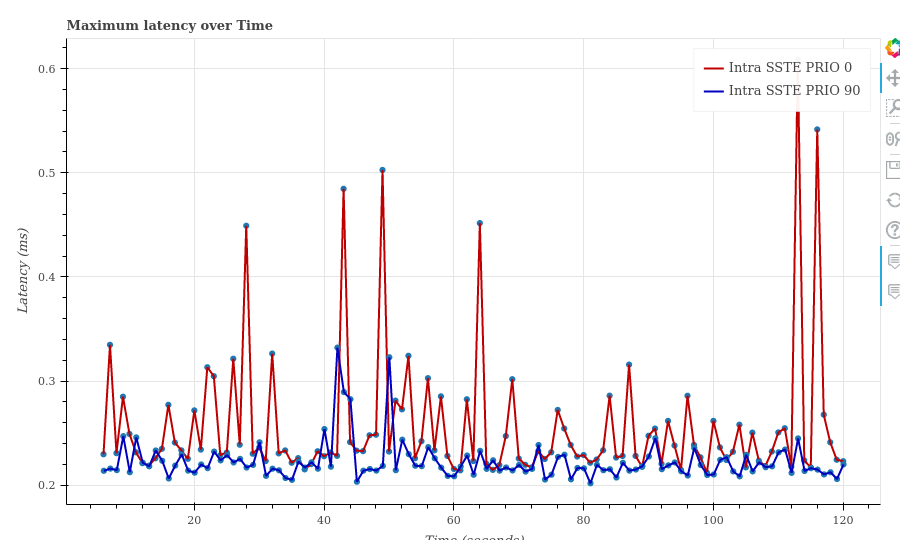 Maximum latency over Time
Intra SSTE PRIO 0
Intra SSTE PRIO 90
0.6
0.5
0.4
0.3
0.2
Latency (ms)
20
40
60
80
100
120
Time (seconds)